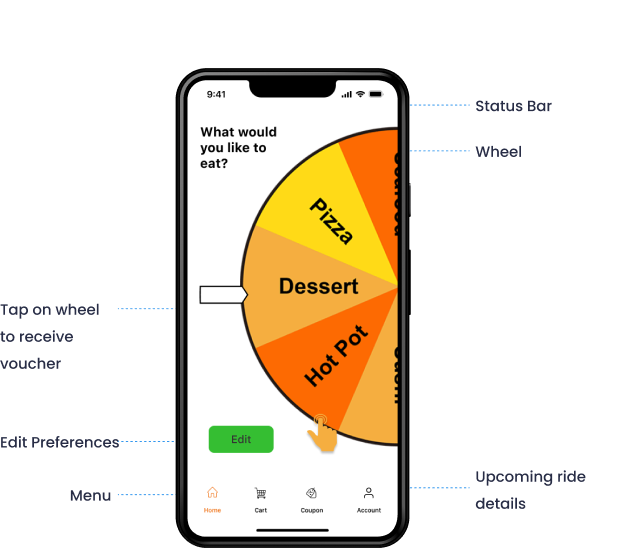 9:41
Status Bar
What would
you like to
eat?
Wheel
Pizza
Dessert
Hot Pot
Tap on wheel
to receive
voucher
Edit Preferences
Edit
Menu
Upcoming ride
details
Home
Cart
Coupon
Account